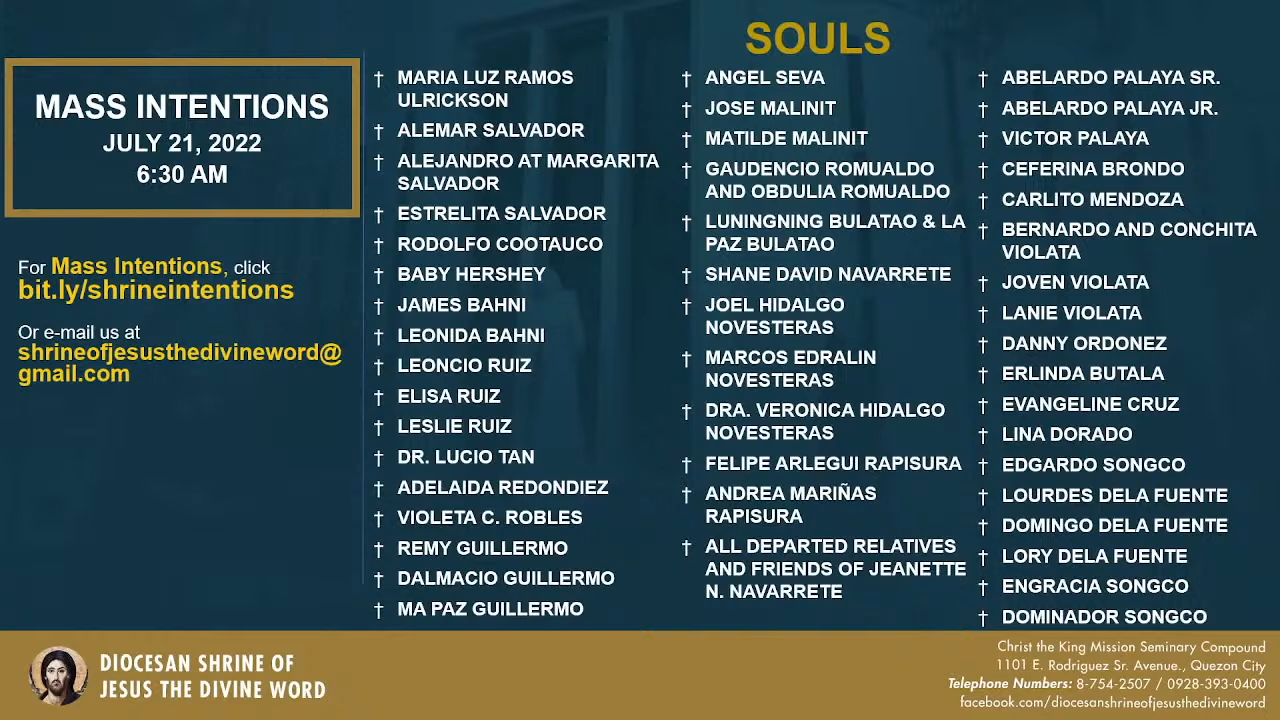 SOULS
MASS INTENTIONS
JULY 21, 2022
6:30 AM
For Mass Intentions, click
bit.ly/shrineintentions
Or e-mail us at
shrineofjesusthedivineword@
gmail.com
† MARIA LUZ RAMOS
ULRICKSON
† ALEMAR SALVADOR
† ALEJANDRO AT MARGARITA
SALVADOR
† ESTRELITA SALVADOR
† RODOLFO COOTAUCO
† BABY HERSHEY
† JAMES BAHNI
† LEONIDA BAHNI
† LEONCIO RUIZ
† ELISA RUIZ
† LESLIE RUIZ
† DR. LUCIO TAN
† ADELAIDA REDONDIEZ
† VIOLETA C. ROBLES
† REMY GUILLERMO
† DALMACIO GUILLERMO
† MA PAZ GUILLERMO
† ANGEL SEVA
† JOSE MALINIT
† MATILDE MALINIT
† GAUDENCIO ROMUALDO
AND OBDULIA ROMUALDO
† LUNINGNING BULATAO & LA
PAZ BULATAO
† SHANE DAVID NAVARRETE
† JOEL HIDALGO
NOVESTERAS
† MARCOS EDRALIN
NOVESTERAS
† DRA. VERONICA HIDALGO
NOVESTERAS
† FELIPE ARLEGUI RAPISURA
† ANDREA MARIÑAS
RAPISURA
† ALL DEPARTED RELATIVES
AND FRIENDS OF JEANETTE
N. NAVARRETE
† ABELARDO PALAYA SR.
† ABELARDO PALAYA JR.
† VICTOR PALAYA
† CEFERINA BRONDO
† CARLITO MENDOZA
† BERNARDO AND CONCHITA
VIOLATA
† JOVEN VIOLATA
† LANIE VIOLATA
† DANNY ORDONEZ
† ERLINDA BUTALA
† EVANGELINE CRUZ
† LINA DORADO
† EDGARDO SONGCO
† LOURDES DELA FUENTE
† DOMINGO DELA FUENTE
† LORY DELA FUENTE
† ENGRACIA SONGCO
† DOMINADOR SONGCO
DIOCESAN SHRINE OF
JESUS THE DIVINE WORD
Christ the King Mission Seminary Compound
1101 E. Rodriguez Sr. Avenue., Quezon City
Telephone Numbers: 8-754-2507 / 0928-393-0400
facebook.com/diocesanshrineofjesusthedivineword